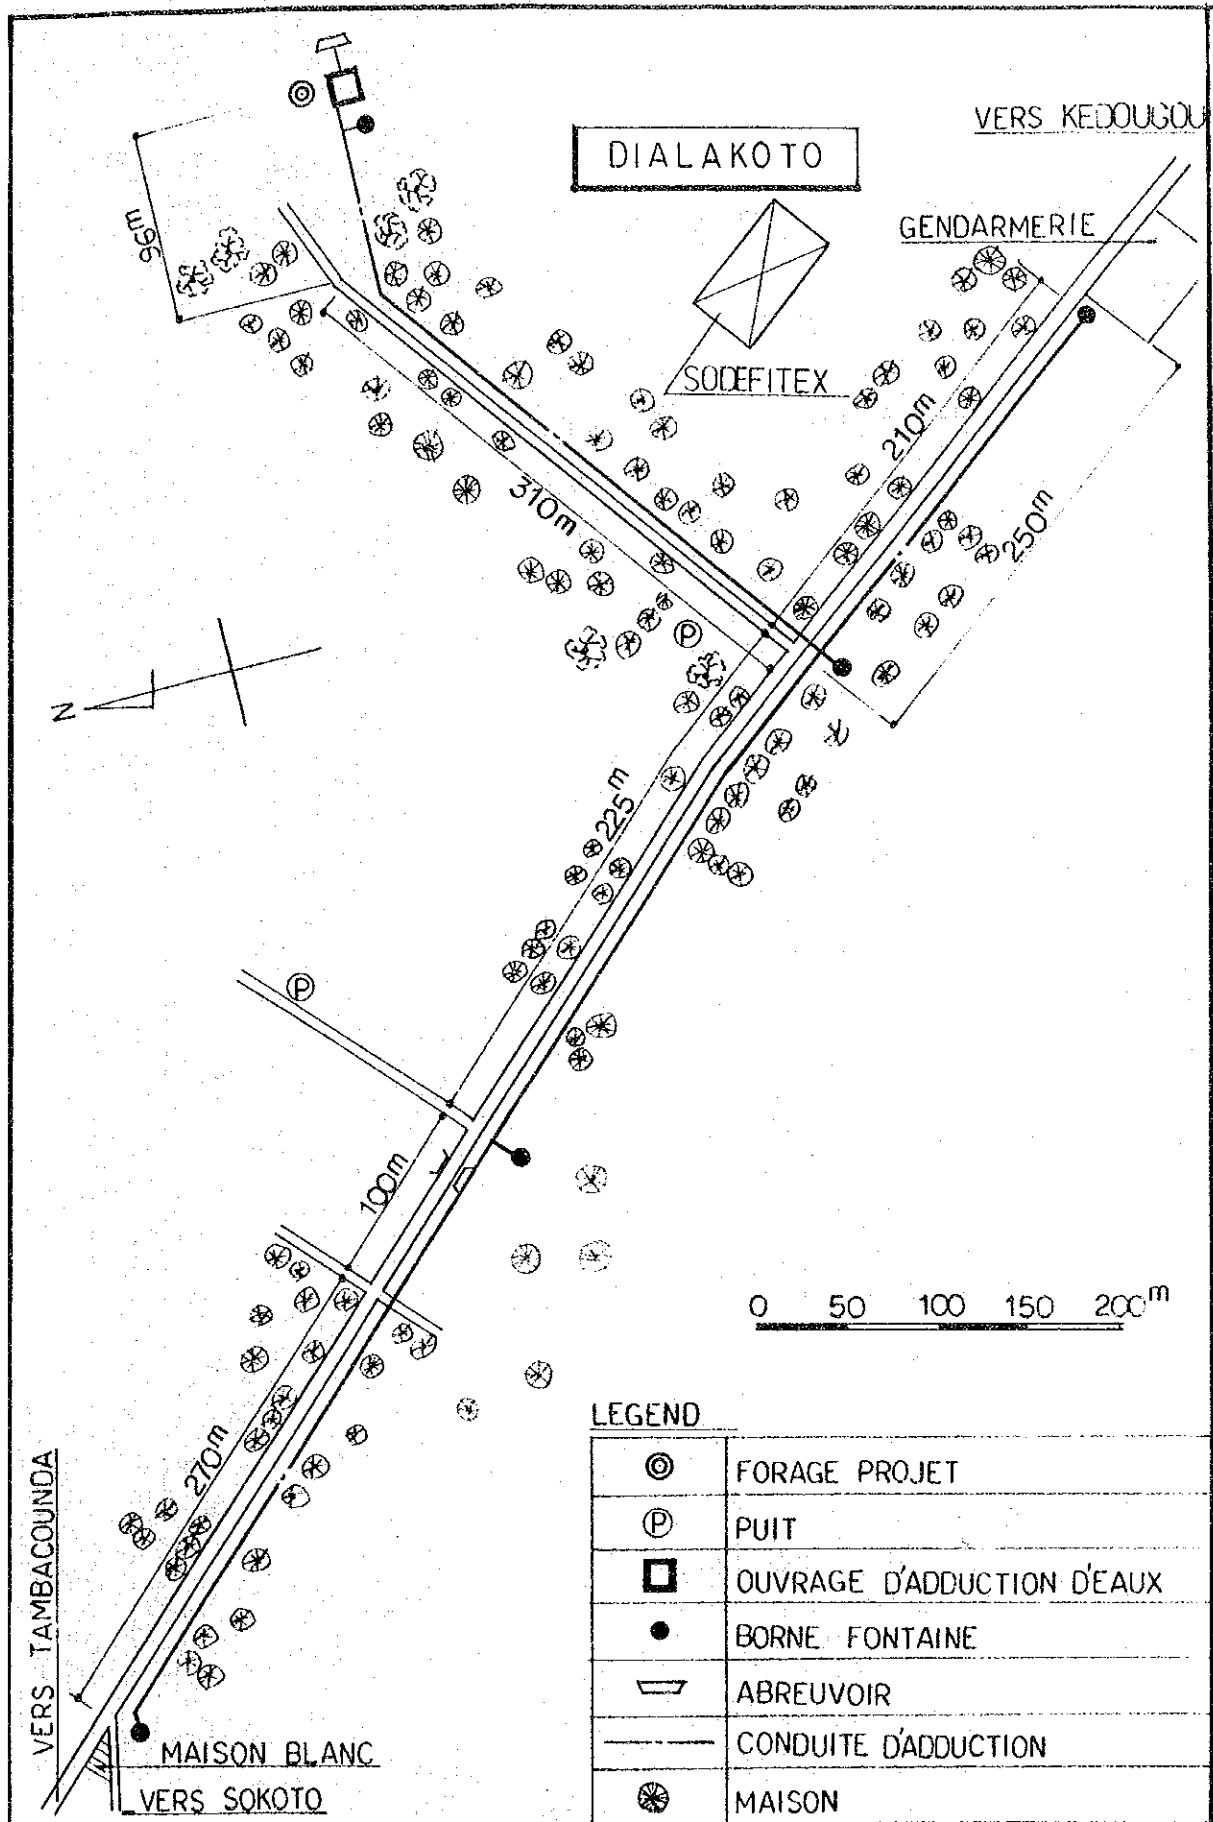 VERS KEDOUGOU
DIALAKOTO
GENDARMERIE
96m
SODEFITEX
210m
310m
250m
N
P
225m
P
100m
0 50 100 150 200m
270m
VERS TAMBACOUNDA
MAISON BLANC
VERS SOKOTO
LEGEND
FORAGE PROJET
P PUIT
OUVRAGE D'ADDUCTION D'EAUX
BORNE FONTAINE
ABREUVOIR
CONDUITE D'ADDUCTION
MAISON